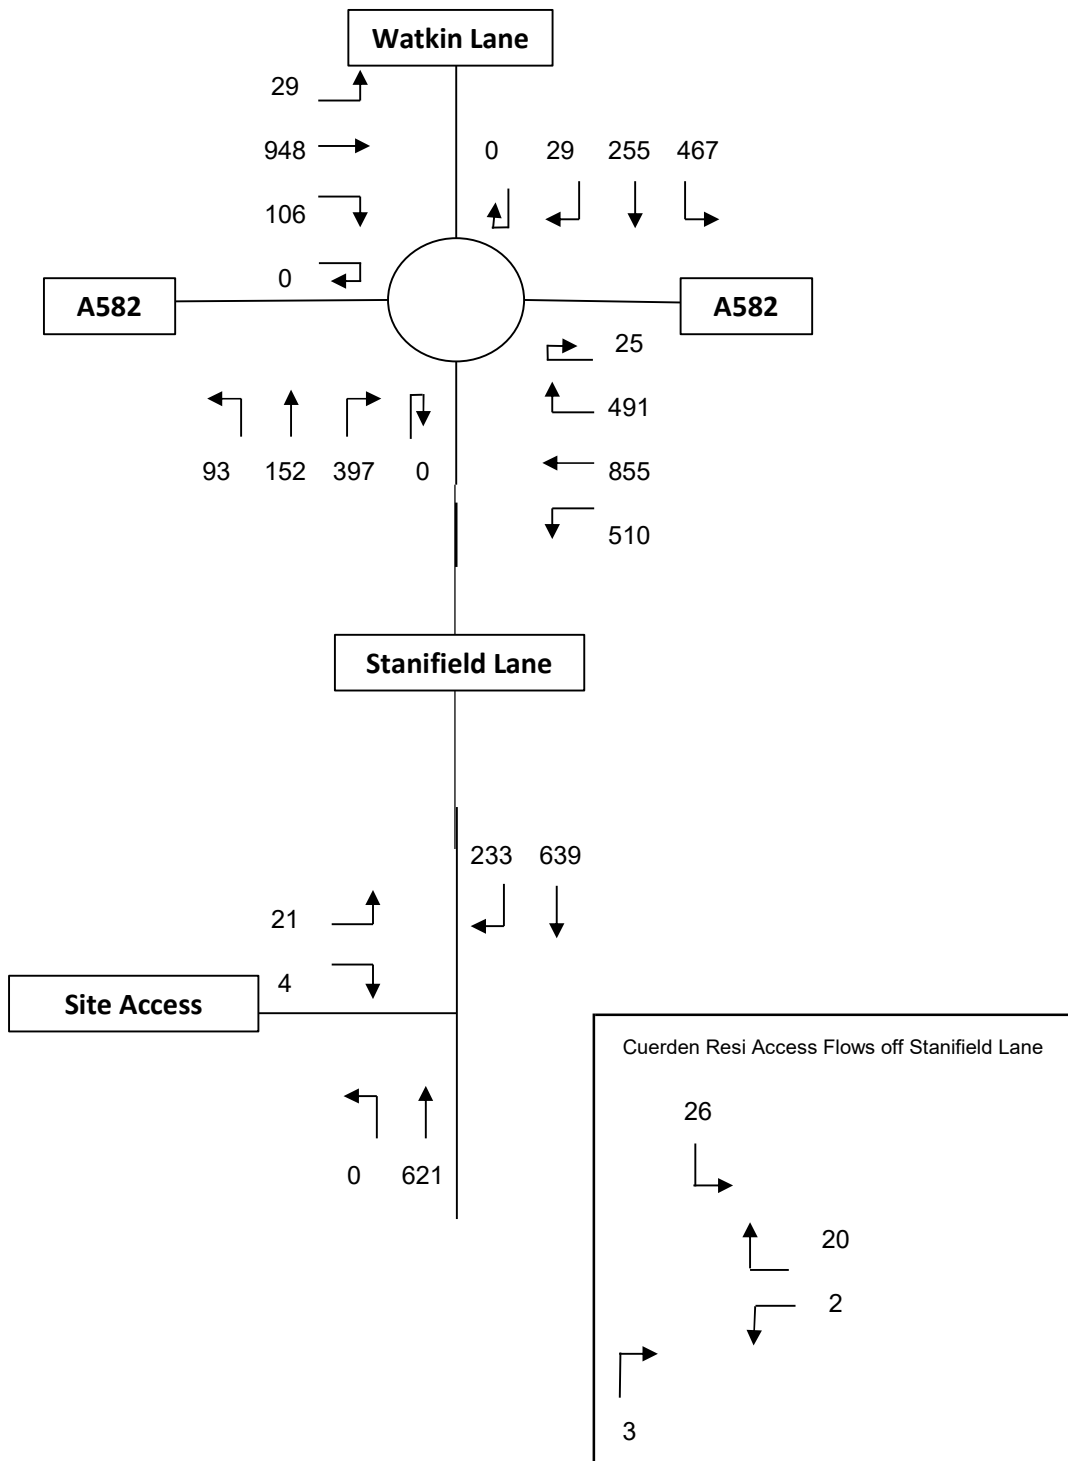 Watkin Lane
29
948
0 29 255 467
106
0
A582
A582
25
491
93 152 397 0
855
510
Stanifield Lane
233 639
21
4
Site Access
Cuerden Resi Access Flows off Stanifield Lane
26
0 621
20
2
3